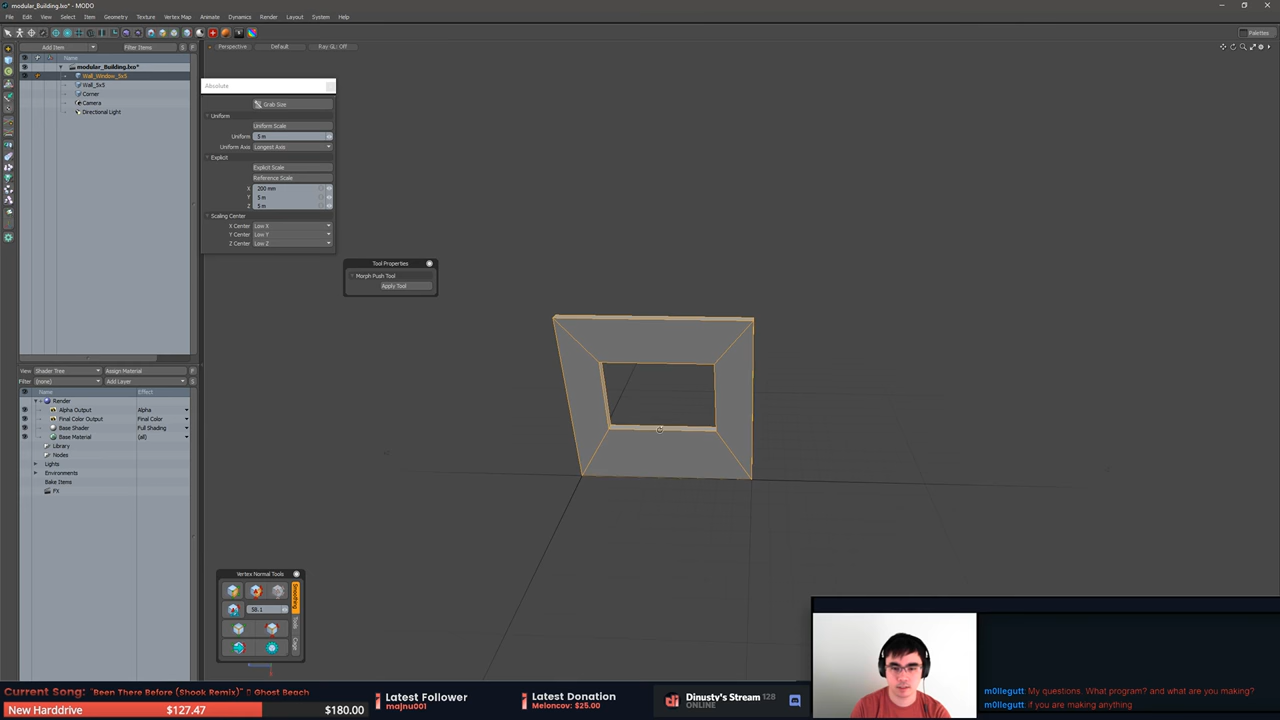 modular_Building.lxo* - MODO
File Edit View Select Item Geometry Texture Vertex Map Animate Dynamics Render Layout System Help
Palettes
Add Item Filter Items S F
Perspective Default Ray GL: Off
Name
modular_Building.lxo*
Wall_Window_5x5
Wall_5x5
Corner
Camera
Directional Light
Absolute
Grab Size
Uniform
Uniform Scale
Uniform 5 m
Uniform Axis Longest Axis
Explicit
Explicit Scale
Reference Scale
X 200 mm
Y 5 m
Z 5 m
Scaling Center
X Center Low X
Y Center Low Y
Z Center Low Z
Tool Properties
Morph Push Tool
Apply Tool
View Shader Tree Assign Material F
Filter (none) Add Layer S
Name Effect
Render
Alpha Output Alpha
Final Color Output Final Color
Base Shader Full Shading
Base Material (all)
Library
Nodes
Lights
Environments
Bake Items
FX
Vertex Normal Tools
Smoothing
58.1
Tools
Current Song: "Been There Before (Shook Remix)" Ghost Beach
New Harddrive $127.47 $180.00
Latest Follower
majnu001
Latest Donation
Meloncov: $25.00
Dinusty's Stream 128
ONLINE
m0llegutt: My questions. What program? and what are you making?
m0llegutt: if you are making anything